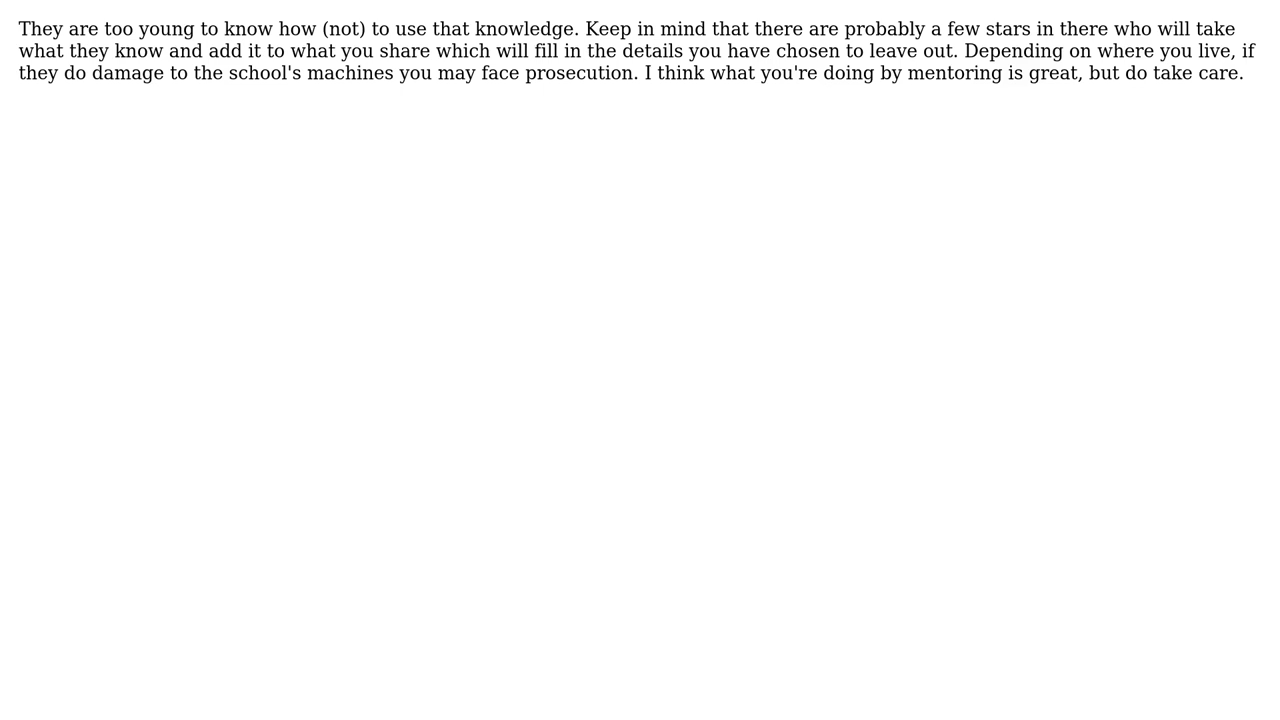 They are too young to know how (not) to use that knowledge. Keep in mind that there are probably a few stars in there who will take
what they know and add it to what you share which will fill in the details you have chosen to leave out. Depending on where you live, if
they do damage to the school's machines you may face prosecution. I think what you're doing by mentoring is great, but do take care.